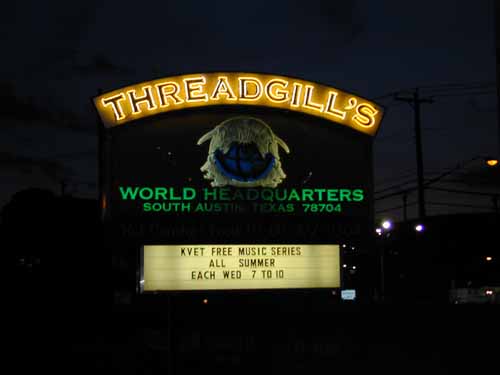 THREADGILL'S
WORLD HEADQUARTERS
SOUTH AUSTIN, TEXAS 78704
KVET FREE MUSIC SERIES
ALL SUMMER
EACH WED 7 TO 10